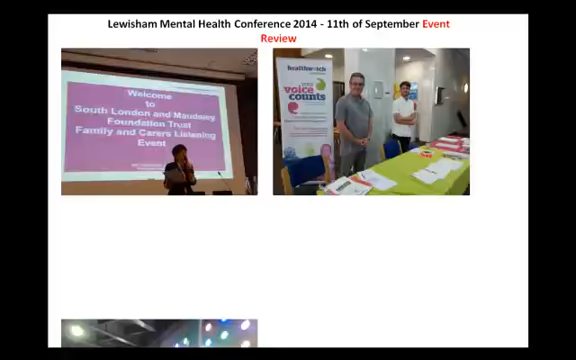 Lewisham Mental Health Conference 2014 - 11th of September Event
Review
Welcome
to
South London and Maudsley
Foundation Trust
Family and Carers Listening
Event
healthwatch
voice
counts